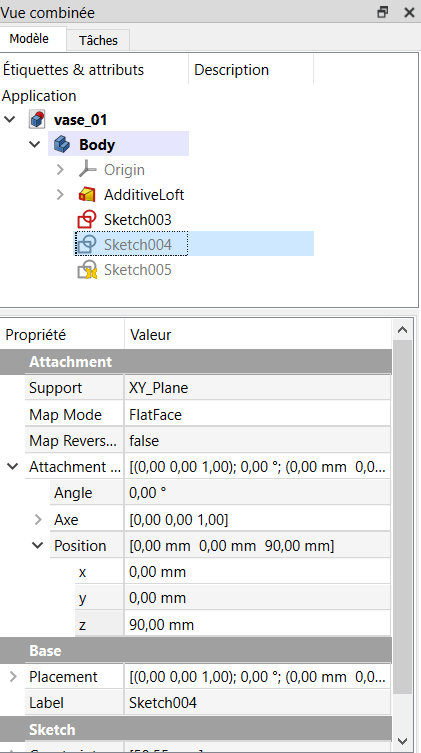 Vue combinée
Modèle Tâches
Étiquettes & attributs Description
Application
vase_01
Body
Origin
AdditiveLoft
Sketch003
Sketch004
Sketch005
Propriété Valeur
Attachment
Support XY_Plane
Map Mode FlatFace
Map Revers... false
Attachment ... [(0,00 0,00 1,00); 0,00 °; (0,00 mm 0,0...
Angle 0,00 °
Axe [0,00 0,00 1,00]
Position [0,00 mm 0,00 mm 90,00 mm]
x 0,00 mm
y 0,00 mm
z 90,00 mm
Base
Placement [(0,00 0,00 1,00); 0,00 °; (0,00 mm 0,0...
Label Sketch004
Sketch